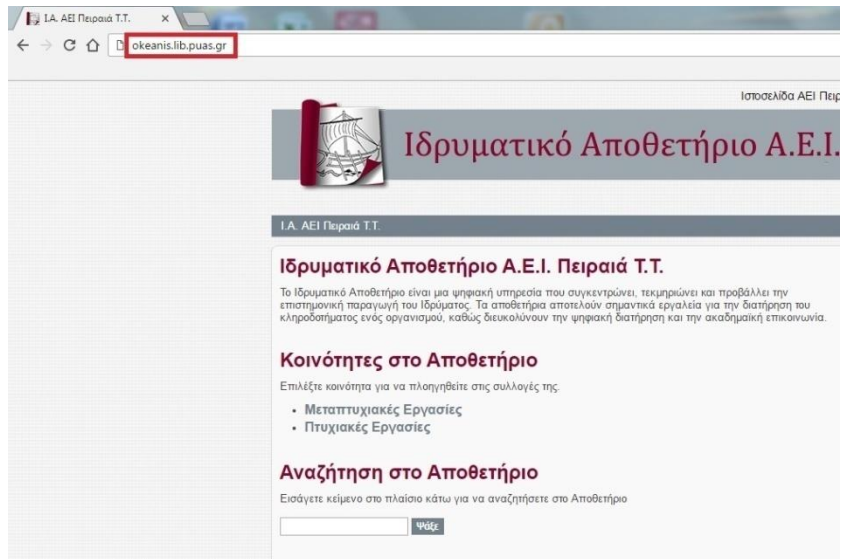 Ι.Α. ΑΕΙ Πειραιά Τ.Τ.
okeanis.lib.puas.gr
Ιστοσελίδα ΑΕΙ Πειρ
Ιδρυματικό Αποθετήριο Α.Ε.Ι.
Ι.Α. ΑΕΙ Πειραιά Τ.Τ.
Ιδρυματικό Αποθετήριο Α.Ε.Ι. Πειραιά Τ.Τ.
Το Ιδρυματικό Αποθετήριο είναι μια ψηφιακή υπηρεσία που συγκεντρώνει, τεκμηριώνει και προβάλλει την
επιστημονική παραγωγή του Ιδρύματος. Τα αποθετήρια αποτελούν σημαντικά εργαλεία για την διατήρηση του
κληροδοτήματος ενός οργανισμού, καθώς διευκολύνουν την ψηφιακή διατήρηση και την ακαδημαϊκή επικοινωνία.
Κοινότητες στο Αποθετήριο
Επιλέξτε κοινότητα για να πλοηγηθείτε στις συλλογές της.
• Μεταπτυχιακές Εργασίες
• Πτυχιακές Εργασίες
Αναζήτηση στο Αποθετήριο
Εισάγετε κείμενο στο πλαίσιο κάτω για να αναζητήσετε στο Αποθετήριο
Ψάξε